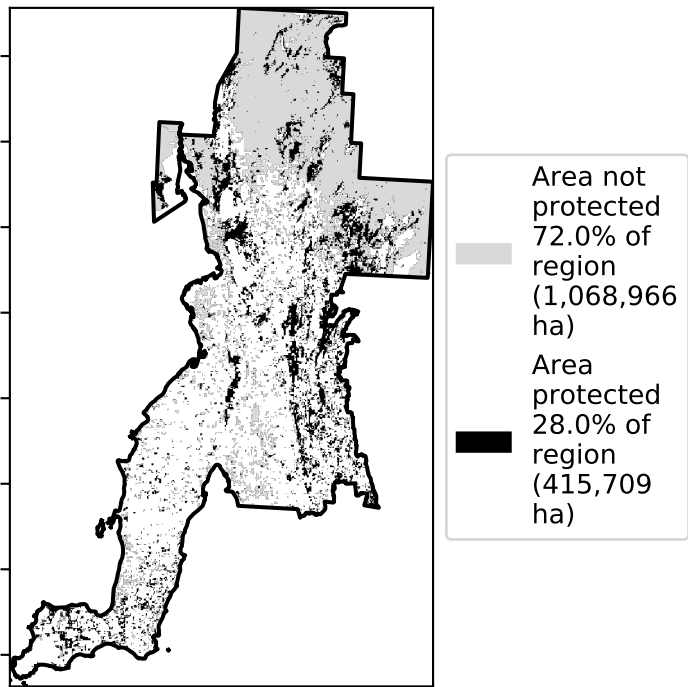 Area not
protected
72.0% of
region
(1,068,966
ha)
Area
protected
28.0% of
region
(415,709
ha)